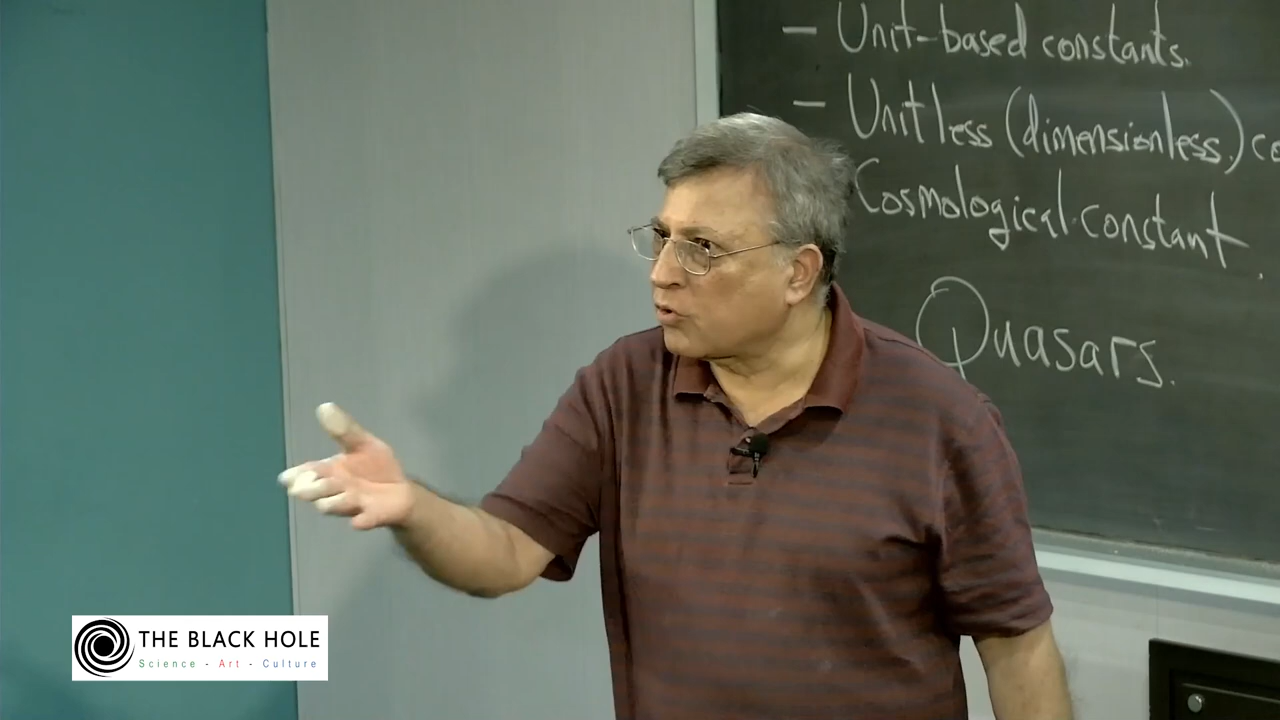 - Unit-based constants.
- Unitless (dimensionless)
Cosmological constant.
Quasars.
THE BLACK HOLE
Science - Art - Culture